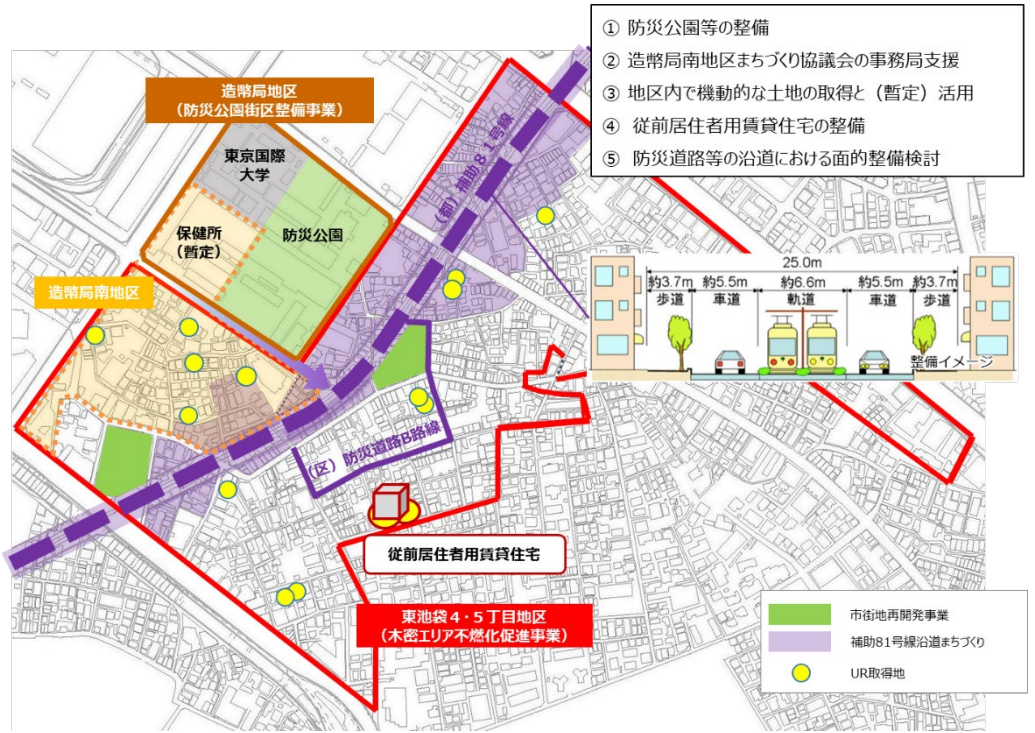 ① 防災公園等の整備
② 造幣局南地区まちづくり協議会の事務局支援
③ 地区内で機動的な土地の取得と（暫定）活用
④ 従前居住者用賃貸住宅の整備
⑤ 防災道路等の沿道における面的整備検討
造幣局地区
（防災公園街区整備事業）
東京国際
大学
防災公園
保健所
（暫定）
造幣局南地区
（都）補助８１号線
25.0m
約3.7m
約5.5m
約6.6m
約5.5m
約3.7m
歩道
車道
軌道
車道
歩道
整備イメージ
（区）防災道路B路線
従前居住者用賃貸住宅
東池袋４・５丁目地区
（木密エリア不燃化促進事業）
市街地再開発事業
補助81号線沿道まちづくり
UR取得地